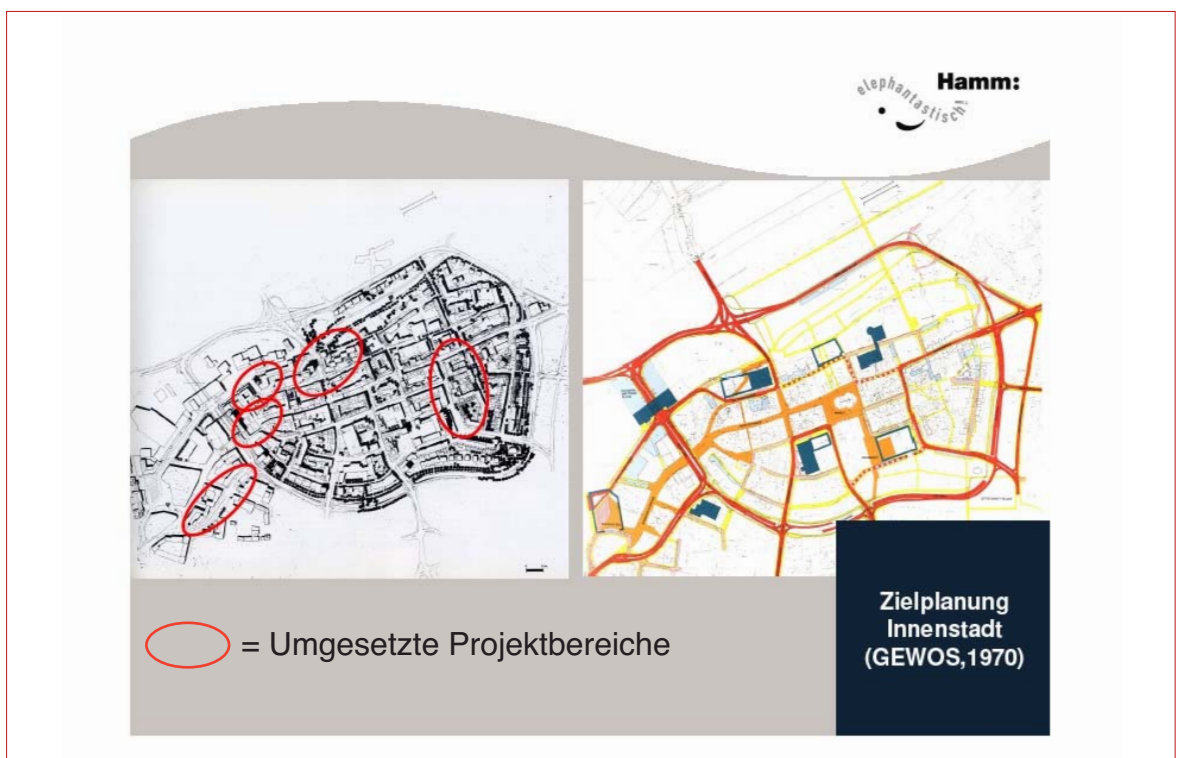 elephantastisch!
Hamm:
= Umgesetzte Projektbereiche
Zielplanung
Innenstadt
(GEWOS,1970)